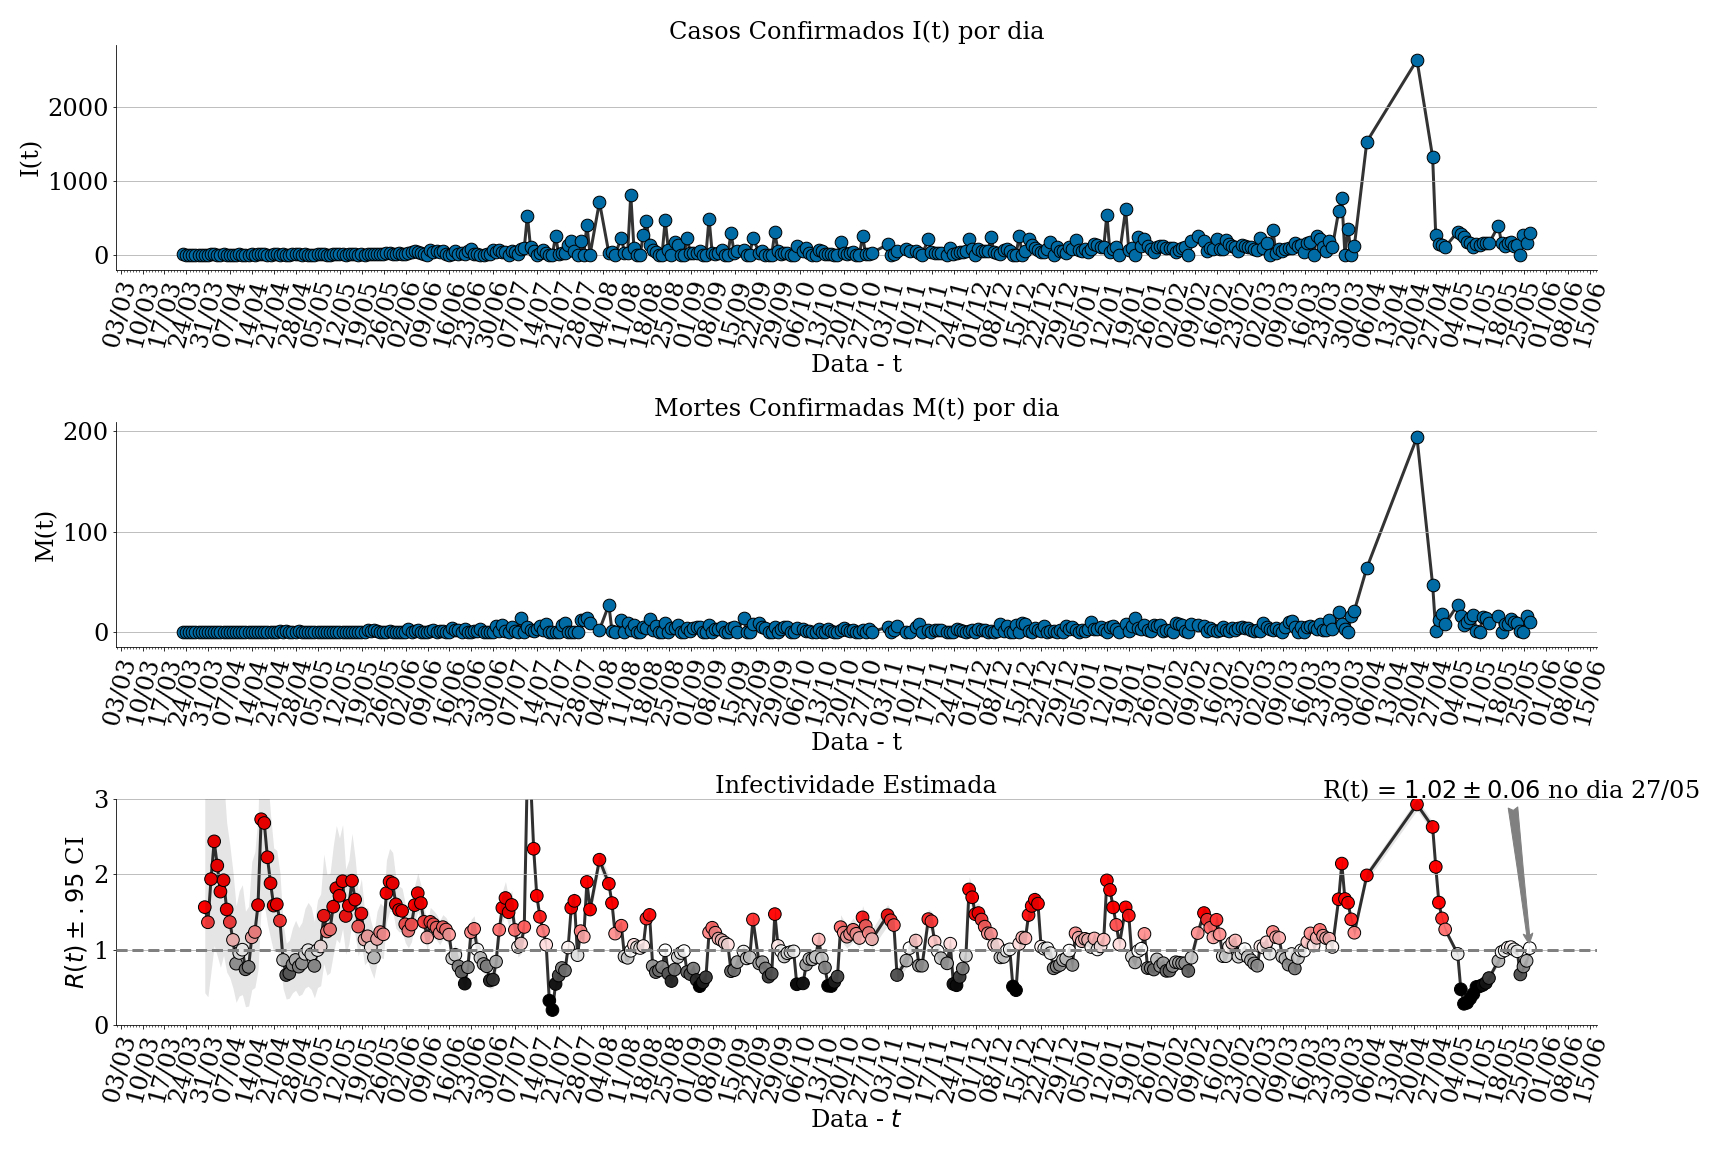 Casos Confirmados I(t) por dia
I(t)
2000
1000
0
03/03 10/03 17/03 24/03 31/03 07/04 14/04 21/04 28/04 05/05 12/05 19/05 26/05 02/06 09/06 16/06 23/06 30/06 07/07 14/07 21/07 28/07 04/08 11/08 18/08 25/08 01/09 08/09 15/09 22/09 29/09 06/10 13/10 20/10 27/10 03/11 10/11 17/11 24/11 01/12 08/12 15/12 22/12 29/12 05/01 12/01 19/01 26/01 02/02 09/02 16/02 23/02 02/03 09/03 16/03 23/03 30/03 06/04 13/04 20/04 27/04 04/05 11/05 18/05 25/05 01/06 08/06 15/06
Data - t
Mortes Confirmadas M(t) por dia
M(t)
200
100
0
03/03 10/03 17/03 24/03 31/03 07/04 14/04 21/04 28/04 05/05 12/05 19/05 26/05 02/06 09/06 16/06 23/06 30/06 07/07 14/07 21/07 28/07 04/08 11/08 18/08 25/08 01/09 08/09 15/09 22/09 29/09 06/10 13/10 20/10 27/10 03/11 10/11 17/11 24/11 01/12 08/12 15/12 22/12 29/12 05/01 12/01 19/01 26/01 02/02 09/02 16/02 23/02 02/03 09/03 16/03 23/03 30/03 06/04 13/04 20/04 27/04 04/05 11/05 18/05 25/05 01/06 08/06 15/06
Data - t
Infectividade Estimada
R(t) = 1.02 ± 0.06 no dia 27/05
R(t) ± .95 CI
3
2
1
0
03/03 10/03 17/03 24/03 31/03 07/04 14/04 21/04 28/04 05/05 12/05 19/05 26/05 02/06 09/06 16/06 23/06 30/06 07/07 14/07 21/07 28/07 04/08 11/08 18/08 25/08 01/09 08/09 15/09 22/09 29/09 06/10 13/10 20/10 27/10 03/11 10/11 17/11 24/11 01/12 08/12 15/12 22/12 29/12 05/01 12/01 19/01 26/01 02/02 09/02 16/02 23/02 02/03 09/03 16/03 23/03 30/03 06/04 13/04 20/04 27/04 04/05 11/05 18/05 25/05 01/06 08/06 15/06
Data - t